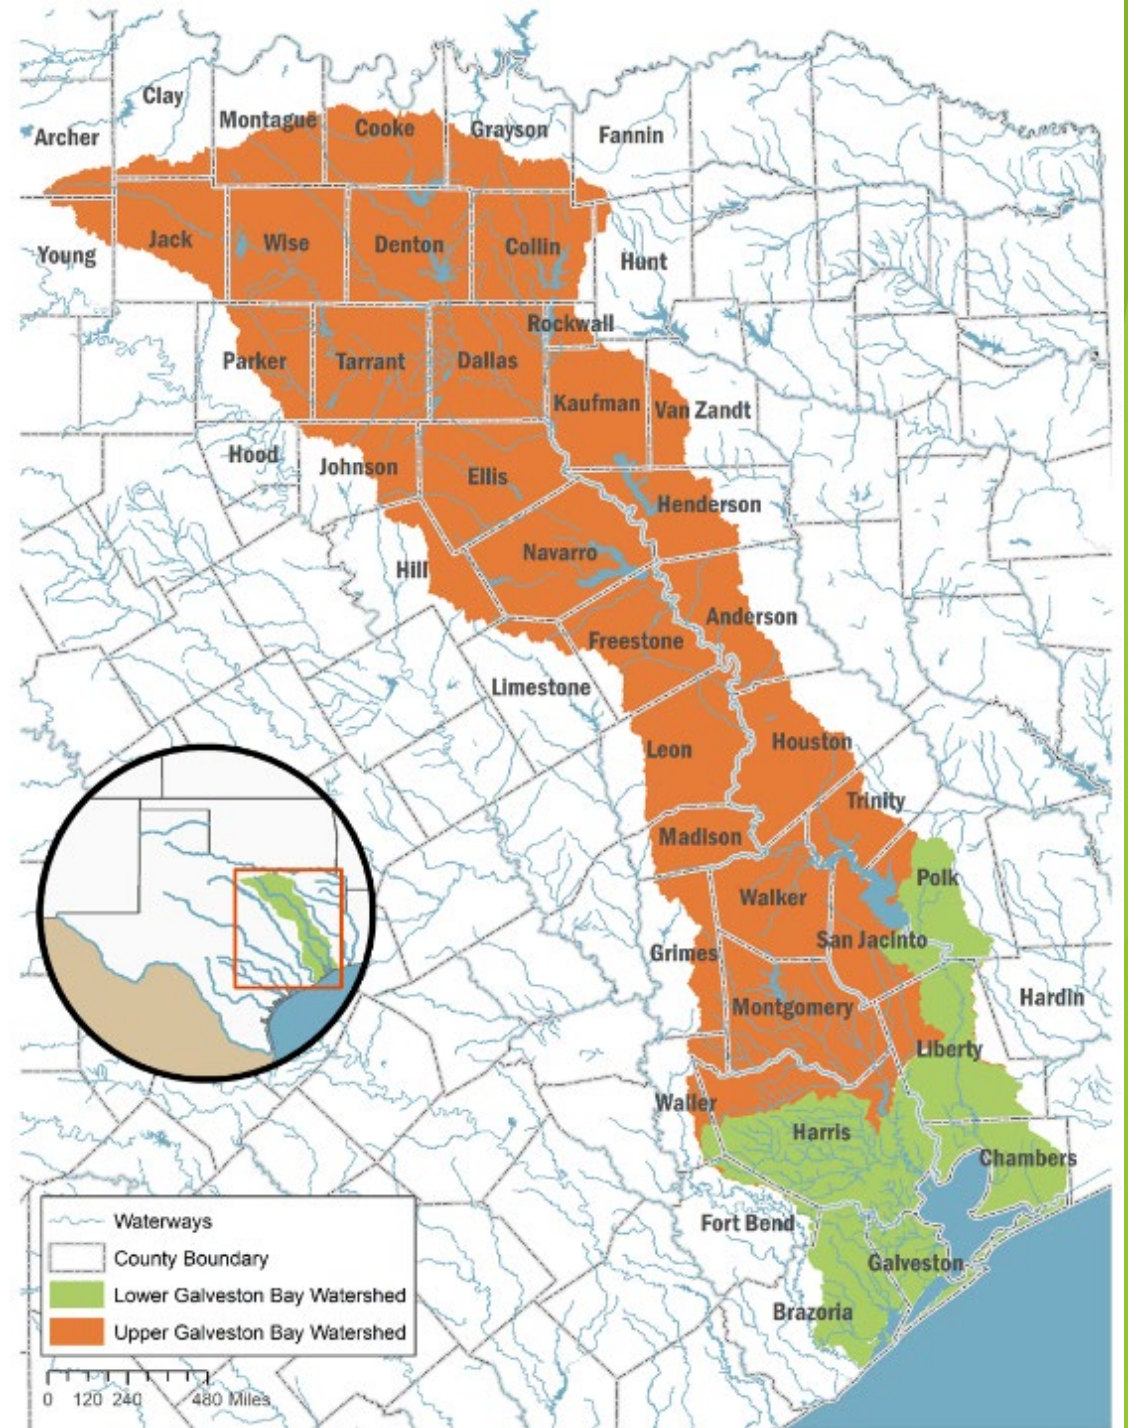 Clay
Montague
Cooke
Grayson
Fannin
Archer
Young
Jack
Wise
Denton
Collin
Hunt
Rockwall
Parker
Tarrant
Dallas
Kaufman
Van Zandt
Hood
Johnson
Ellis
Henderson
Navarro
Hill
Anderson
Freestone
Limestone
Leon
Houston
Trinity
Madison
Polk
Walker
San Jacinto
Grimes
Montgomery
Hardin
Liberty
Waller
Harris
Chambers
Fort Bend
Galveston
Brazoria
Waterways
County Boundary
Lower Galveston Bay Watershed
Upper Galveston Bay Watershed
0 120 240 480 Miles